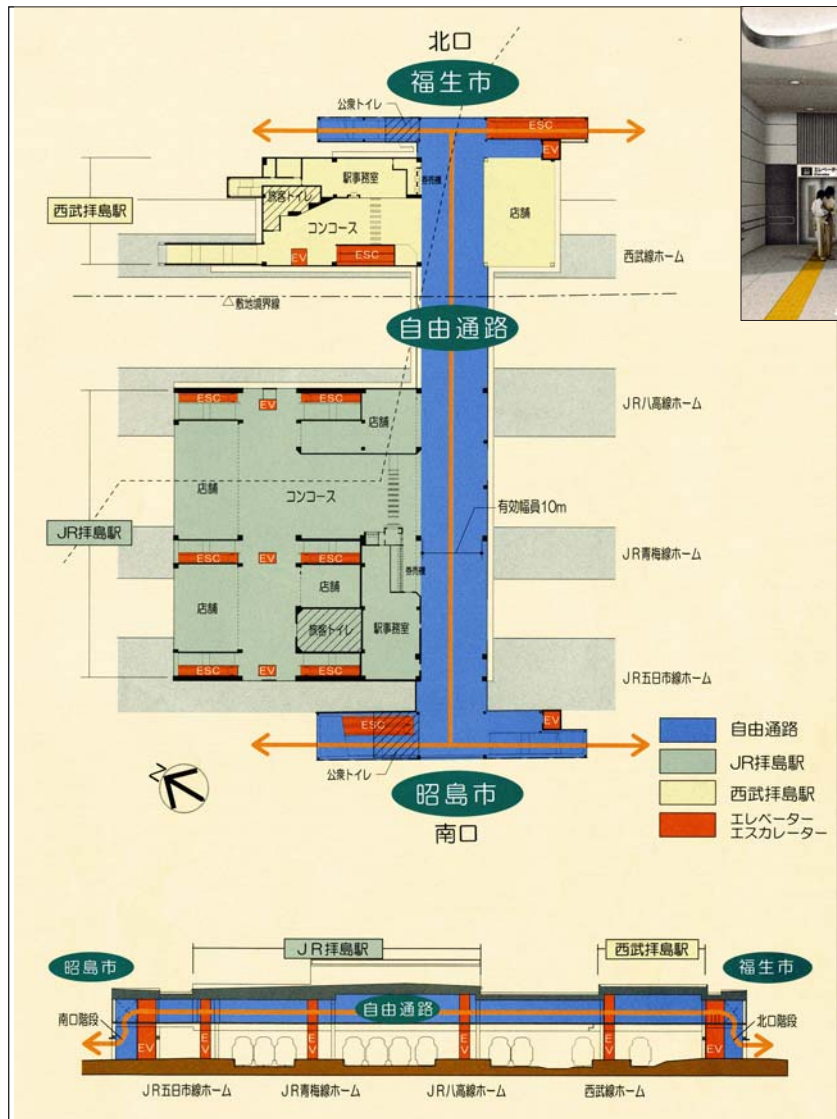 北口
福生市
公衆トイレ
ESC
EV
駅事務室
券売機
旅客トイレ
店舗
西武拝島駅
コンコース
EV
ESC
西武線ホーム
△敷地境界線
自由通路
ESC
EV
ESC
JR八高線ホーム
店舗
店舗
コンコース
有効幅員10m
JR拝島駅
ESC
EV
ESC
JR青梅線ホーム
券売機
店舗
店舗
旅客トイレ
駅事務室
ESC
EV
ESC
JR五日市線ホーム
ESC
EV
公衆トイレ
昭島市
南口
N
自由通路
JR拝島駅
西武拝島駅
エレベーター
エスカレーター
JR拝島駅
西武拝島駅
昭島市
福生市
自由通路
南口階段
北口階段
EV
EV
EV
EV
EV
EV
JR五日市線ホーム
JR青梅線ホーム
JR八高線ホーム
西武線ホーム